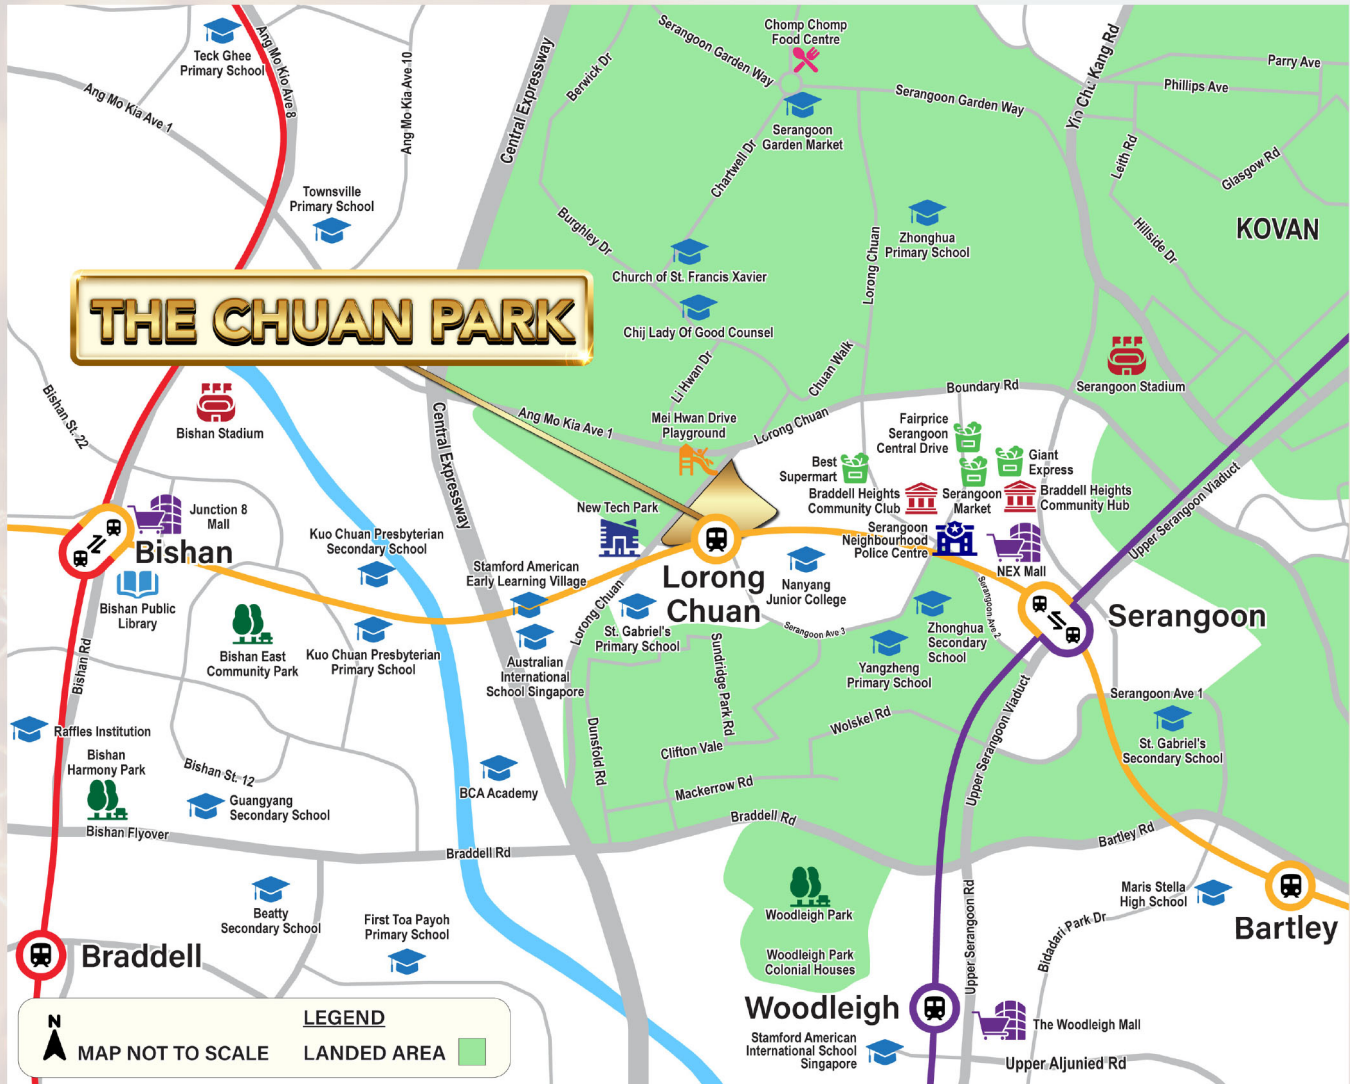 Teck Ghee
Primary School
Ang Mo Kio Ave 8
Ang Mo Kia Ave 1
Ang Mo Kia Ave 10
Central Expressway
Berwick Dr
Serangoon Garden Way
Chomp Chomp
Food Centre
Serangoon
Garden Market
Serangoon Garden Way
Yio Chu Kang Rd
Parry Ave
Phillips Ave
Leith Rd
Glasgow Rd
Hillside Dr
KOVAN
Townsville
Primary School
Chartwell Dr
Burghley Dr
Church of St. Francis Xavier
Chij Lady Of Good Counsel
Zhonghua
Primary School
Lorong Chuan
THE CHUAN PARK
Li Hwan Dr
Chuan Walk
Boundary Rd
Serangoon Stadium
Bishan St. 22
Bishan Stadium
Central Expressway
Ang Mo Kia Ave 1
Mei Hwan Drive
Playground
Lorong Chuan
Fairprice
Serangoon
Central Drive
Best
Supermart
Giant
Express
Braddell Heights
Community Club
Serangoon
Market
Braddell Heights
Community Hub
Upper Serangoon Viaduct
Junction 8
Mall
Bishan
Bishan Public
Library
Kuo Chuan Presbyterian
Secondary School
New Tech Park
Serangoon
Neighbourhood
Police Centre
NEX Mall
Stamford American
Early Learning Village
Lorong
Chuan
Nanyang
Junior College
Serangoon Ave 2
Serangoon
Lorong Chuan
St. Gabriel's
Primary School
Serangoon Ave 3
Zhonghua
Secondary
School
Yangzheng
Primary School
Bishan Rd
Bishan East
Community Park
Kuo Chuan Presbyterian
Primary School
Australian
International
School Singapore
Sundridge Park Rd
Wolskel Rd
Upper Serangoon Viaduct
Serangoon Ave 1
St. Gabriel's
Secondary School
Raffles Institution
Bishan
Harmony Park
Bishan St. 12
Guangyang
Secondary School
BCA Academy
Dunsfold Rd
Clifton Vale
Mackerrow Rd
Bishan Flyover
Braddell Rd
Braddell Rd
Bartley Rd
Beatty
Secondary School
First Toa Payoh
Primary School
Woodleigh Park
Woodleigh Park
Colonial Houses
Upper Serangoon Rd
Maris Stella
High School
Bidadari Park Dr
Bartley
Braddell
Woodleigh
The Woodleigh Mall
Stamford American
International School
Singapore
Upper Aljunied Rd
N
MAP NOT TO SCALE
LEGEND
LANDED AREA